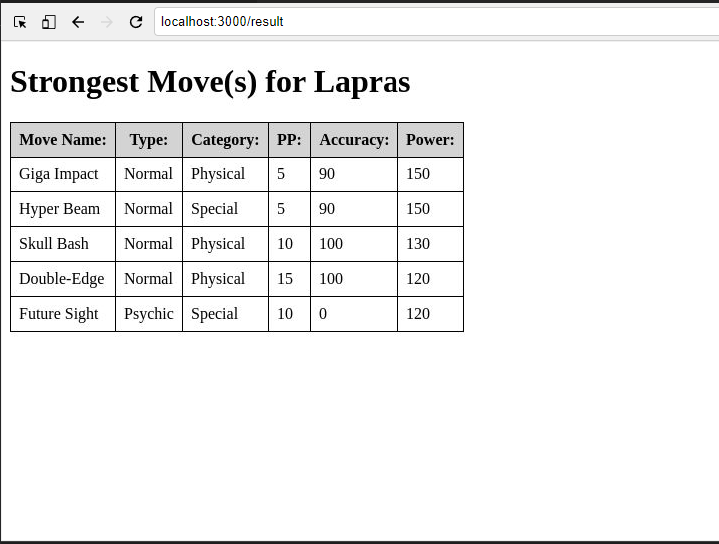 localhost:3000/result
Strongest Move(s) for Lapras
Move Name: Type: Category: PP: Accuracy: Power:
Giga Impact Normal Physical 5 90 150
Hyper Beam Normal Special 5 90 150
Skull Bash Normal Physical 10 100 130
Double-Edge Normal Physical 15 100 120
Future Sight Psychic Special 10 0 120